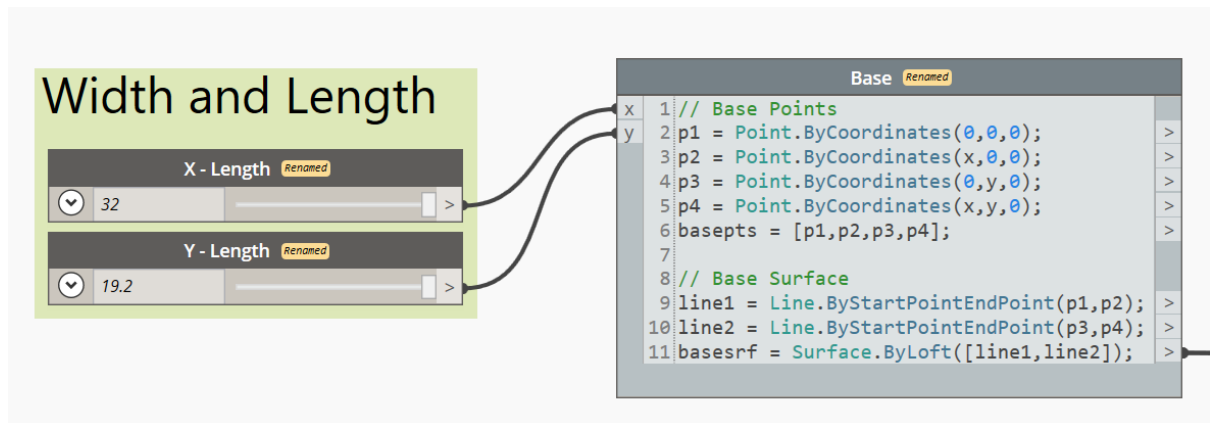 Width and Length
X - Length Renamed
32 >
Y - Length Renamed
19.2 >
Base Renamed
x
y
1 // Base Points
2 p1 = Point.ByCoordinates(0,0,0); >
3 p2 = Point.ByCoordinates(x,0,0); >
4 p3 = Point.ByCoordinates(0,y,0); >
5 p4 = Point.ByCoordinates(x,y,0); >
6 basepts = [p1,p2,p3,p4]; >
7
8 // Base Surface
9 line1 = Line.ByStartPointEndPoint(p1,p2); >
10 line2 = Line.ByStartPointEndPoint(p3,p4); >
11 basesrf = Surface.ByLoft([line1,line2]); >